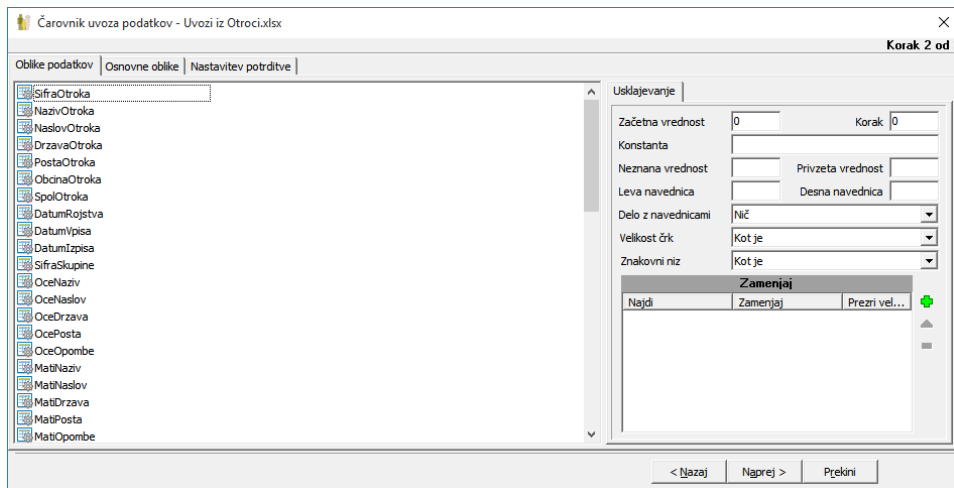 Čarovnik uvoza podatkov - Uvozi iz Otroci.xlsx
Korak 2 od
Oblike podatkov
Osnovne oblike
Nastavitev potrditve
SifraOtroka
NazivOtroka
NaslovOtroka
DrzavaOtroka
PostaOtroka
ObcinaOtroka
SpolOtroka
DatumRojstva
DatumVpisa
DatumIzpisa
SifraSkupine
OceNaziv
OceNaslov
OceDrzava
OcePosta
OceOpombe
MatiNaziv
MatiNaslov
MatiDrzava
MatiPosta
MatiOpombe
Usklajevanje
Začetna vrednost 0 Korak 0
Konstanta
Neznana vrednost Privzeta vrednost
Leva navednica Desna navednica
Delo z navednicami Nič
Velikost črk Kot je
Znakovni niz Kot je
Zamenjaj
Najdi Zamenjaj Prezri vel...
< Nazaj Naprej > Prekini